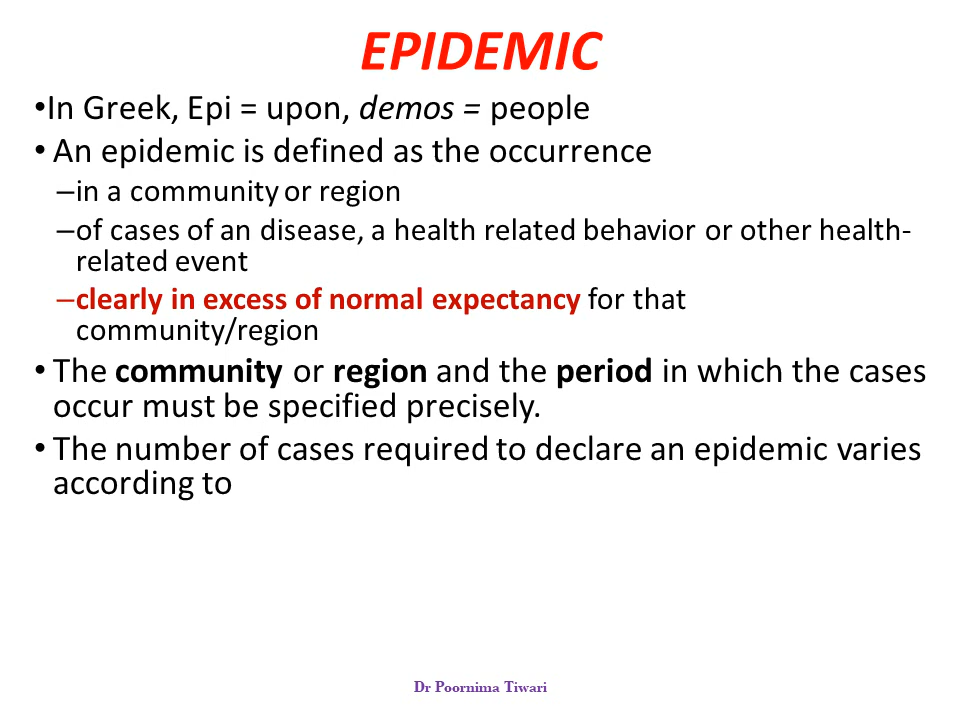 EPIDEMIC
•In Greek, Epi = upon, demos = people
• An epidemic is defined as the occurrence
–in a community or region
–of cases of an disease, a health related behavior or other health-
related event
–clearly in excess of normal expectancy for that
community/region
• The community or region and the period in which the cases
occur must be specified precisely.
• The number of cases required to declare an epidemic varies
according to
Dr Poornima Tiwari